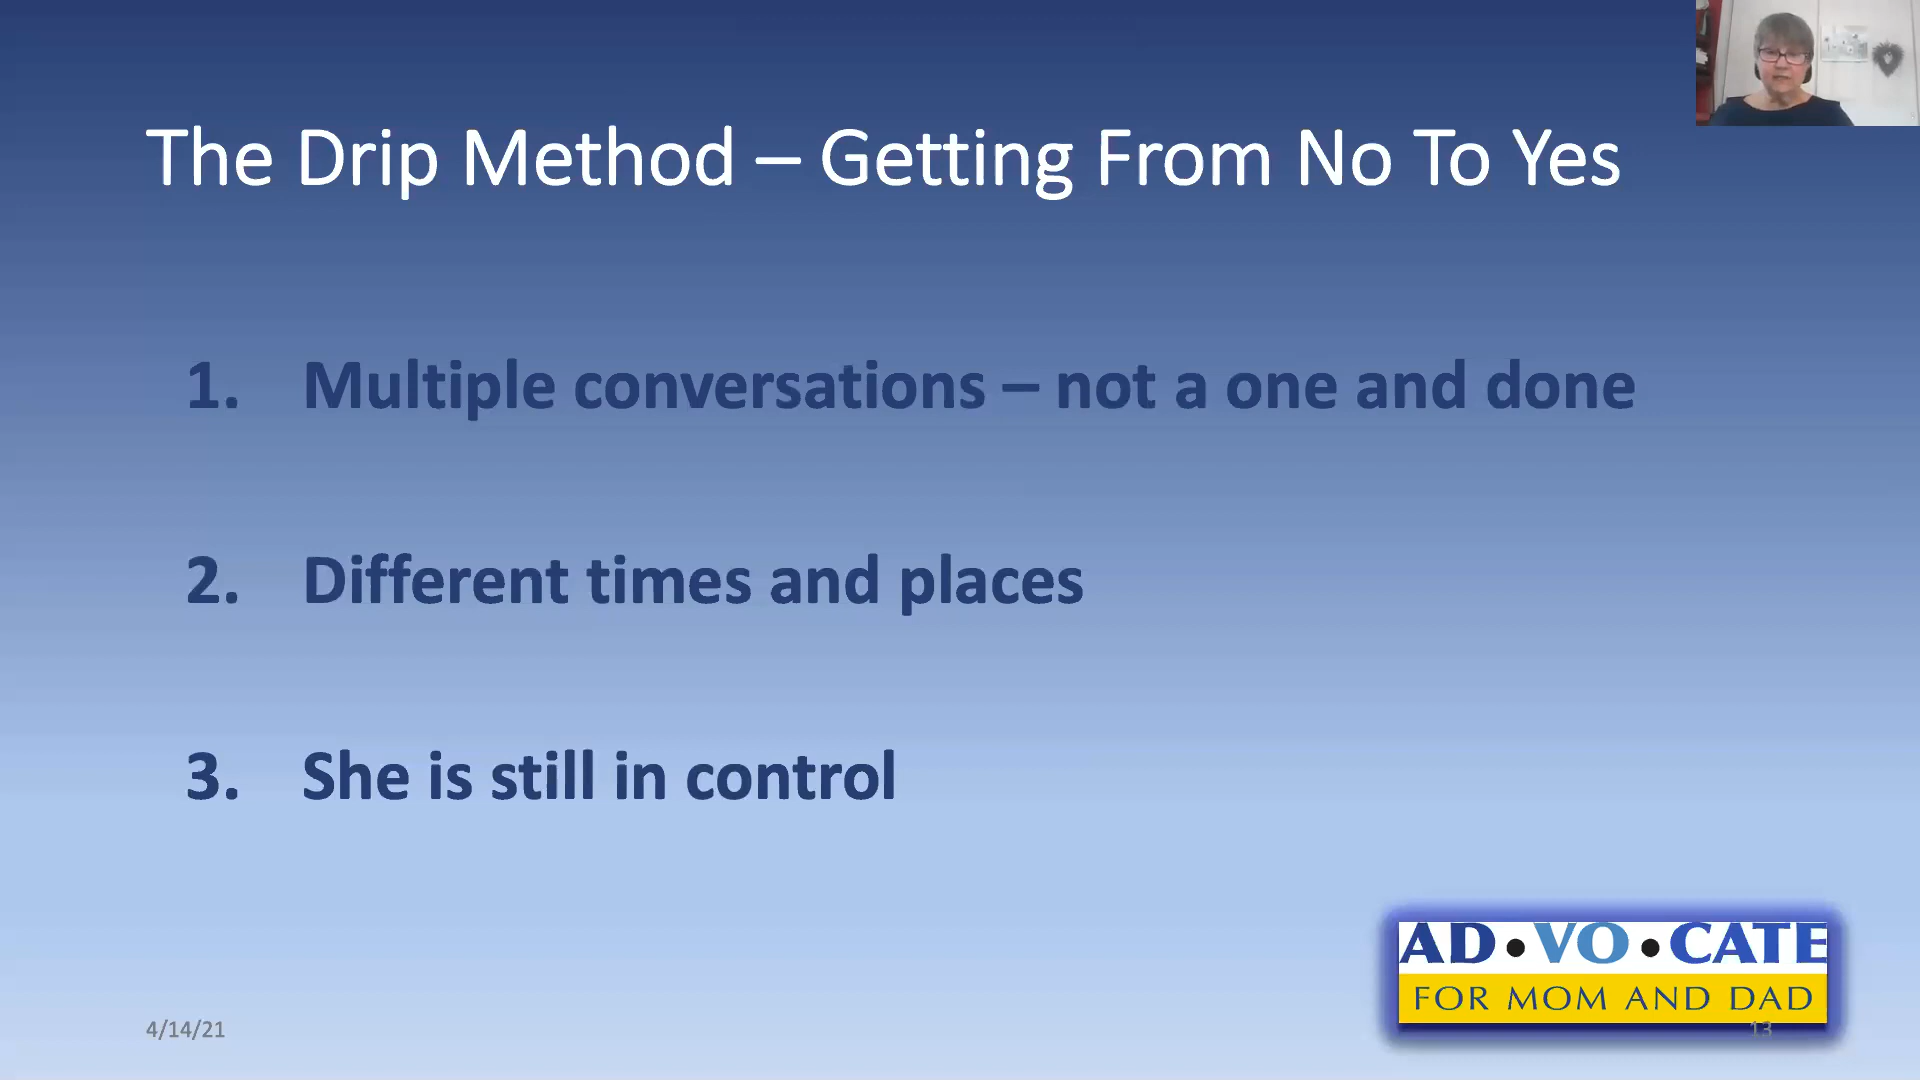 The Drip Method – Getting From No To Yes
1. Multiple conversations – not a one and done
2. Different times and places
3. She is still in control
AD•VO•CATE
FOR MOM AND DAD
4/14/21
13